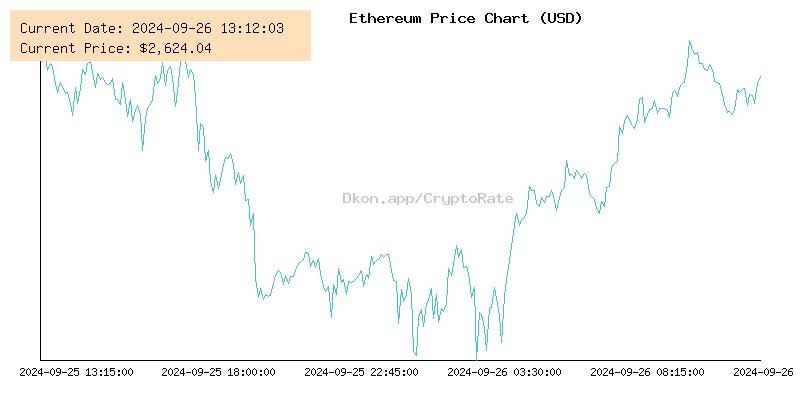 Ethereum Price Chart (USD)
Current Date: 2024-09-26 13:12:03
Current Price: $2,624.04
Dkon.app/CryptoRate
2024-09-25 13:15:00 2024-09-25 18:00:00 2024-09-25 22:45:00 2024-09-26 03:30:00 2024-09-26 08:15:00 2024-09-26